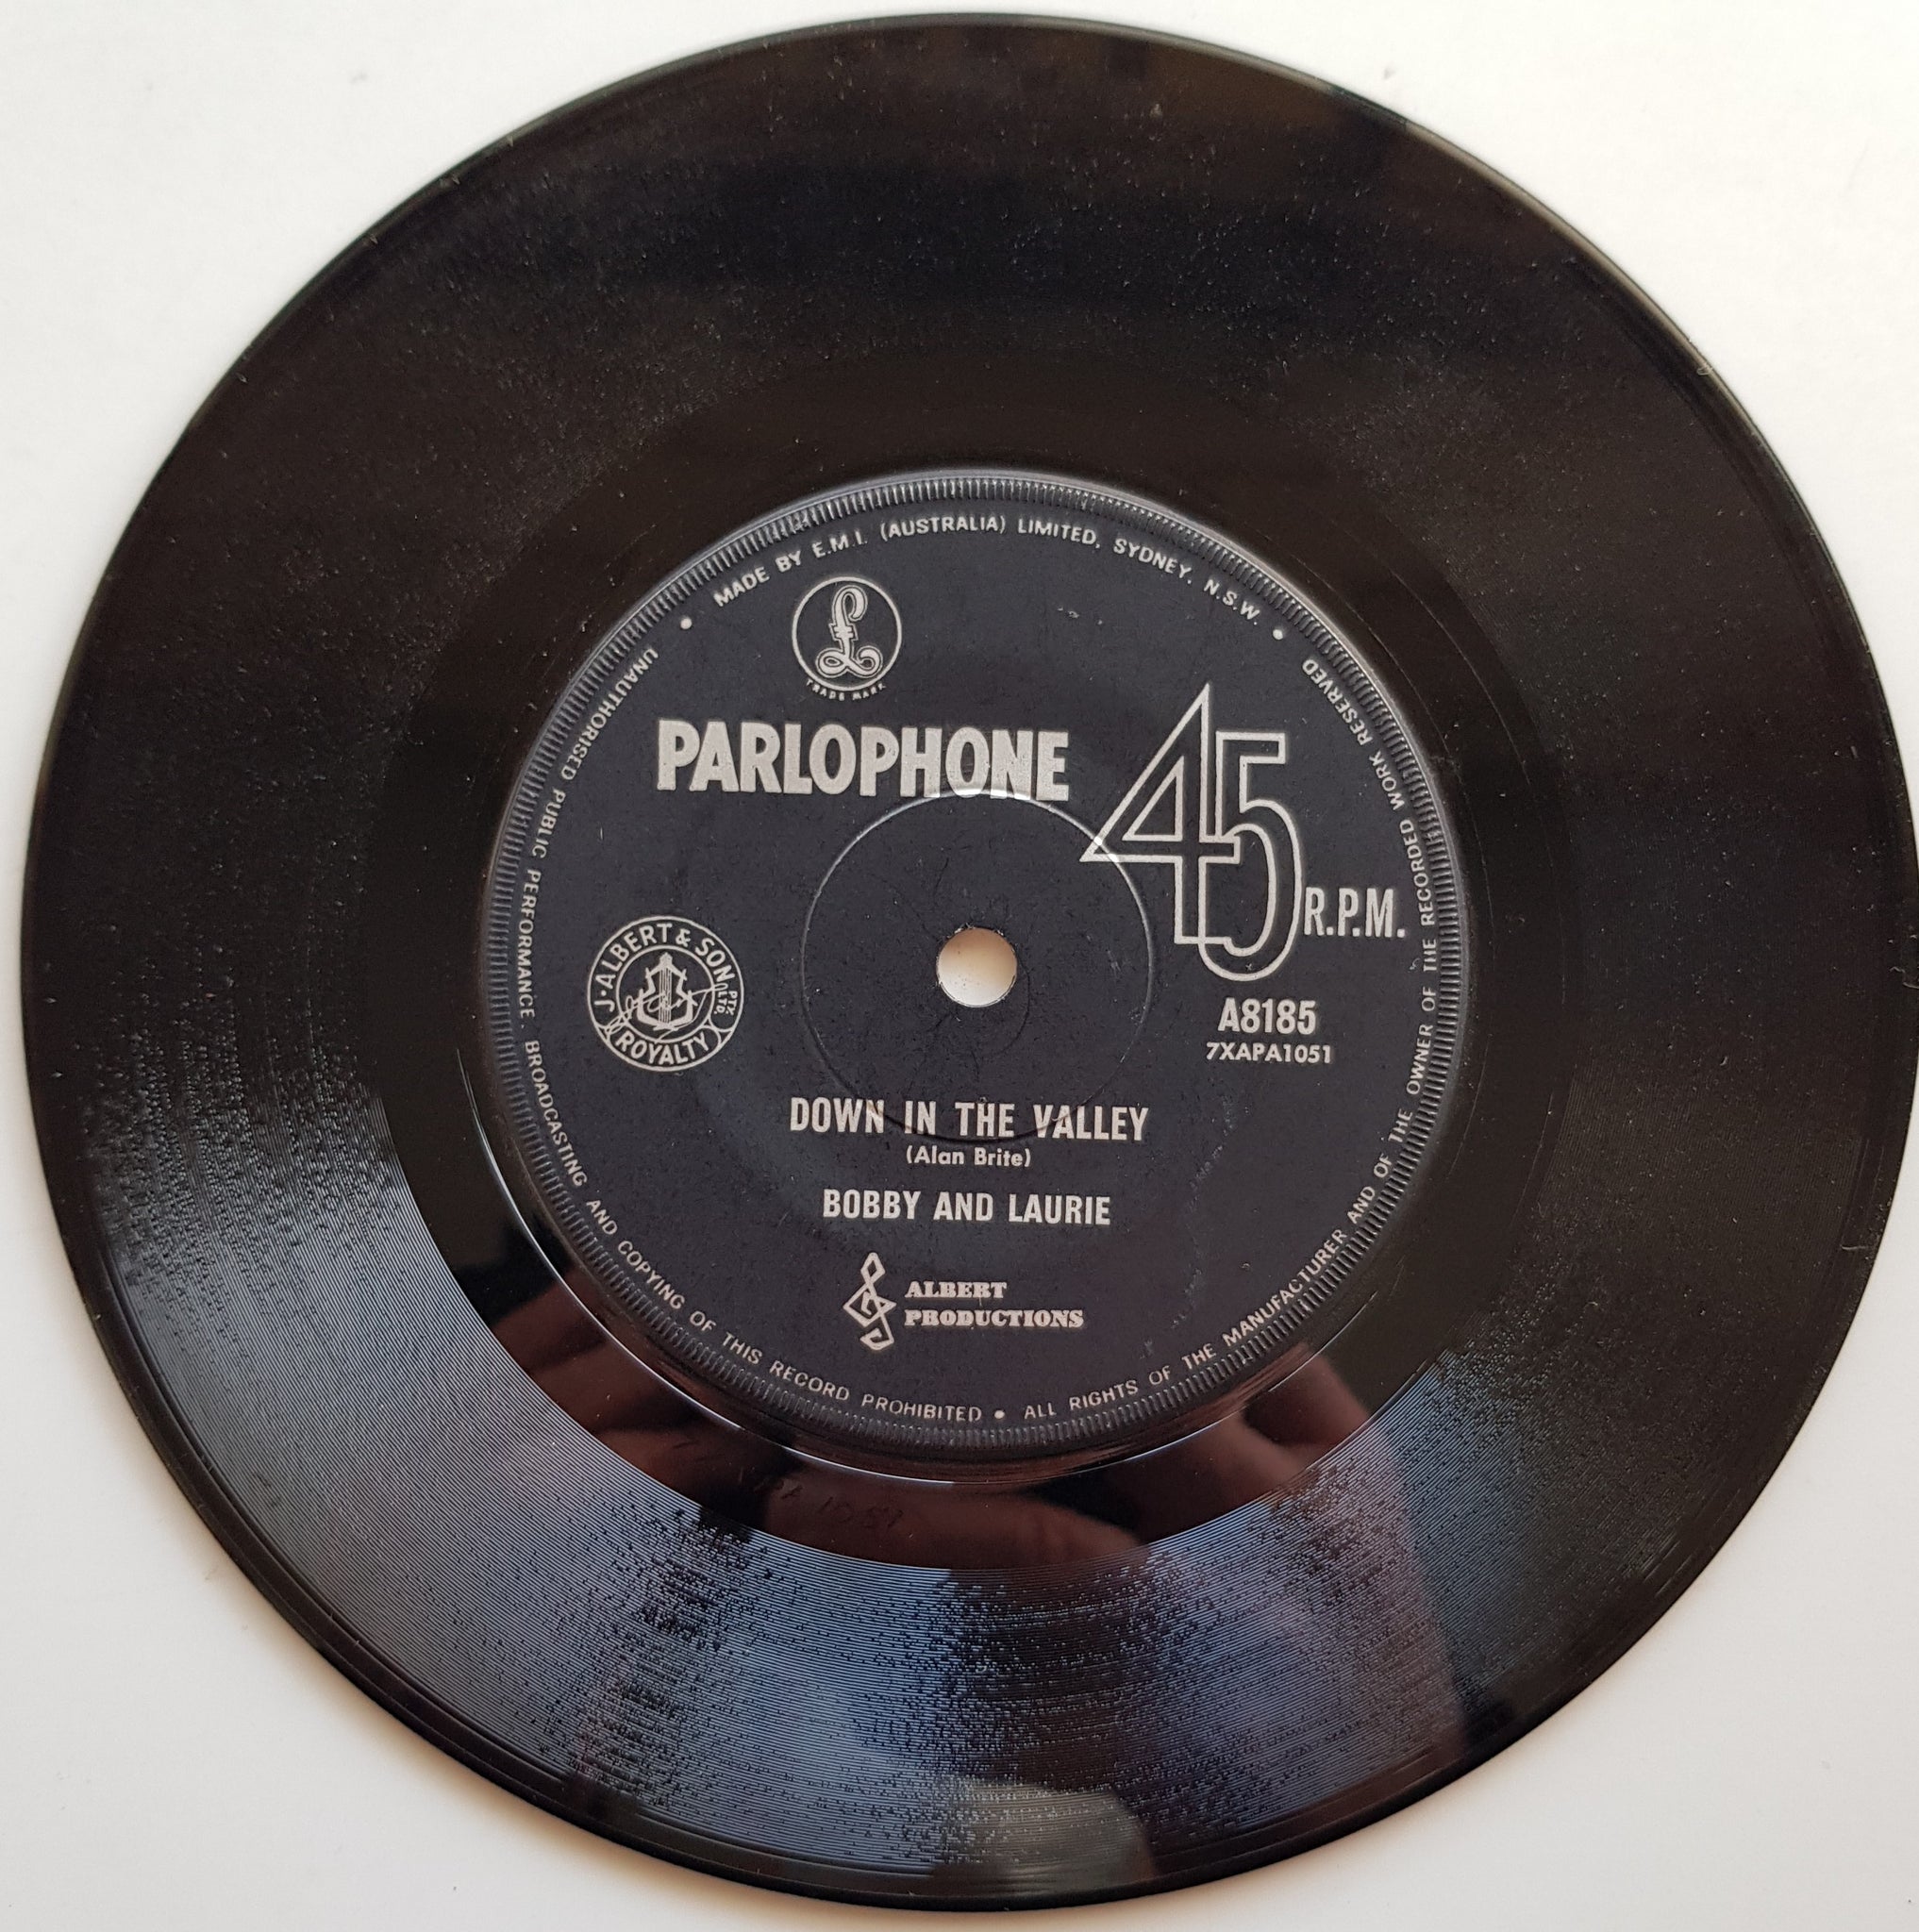 MADE BY E.M.I. (AUSTRALIA) LIMITED, SYDNEY, N.S.W.
£
TRADE MARK
PARLOPHONE
45 R.P.M.
J. ALBERT & SON PTY. LTD.
ROYALTY
A8185
7XAPA1051
DOWN IN THE VALLEY
(Alan Brite)
BOBBY AND LAURIE
ALBERT
PRODUCTIONS
UNAUTHORISED PUBLIC PERFORMANCE. BROADCASTING AND COPYING OF THIS RECORD PROHIBITED • ALL RIGHTS OF THE MANUFACTURER AND OF THE OWNER OF THE RECORDED WORK RESERVED